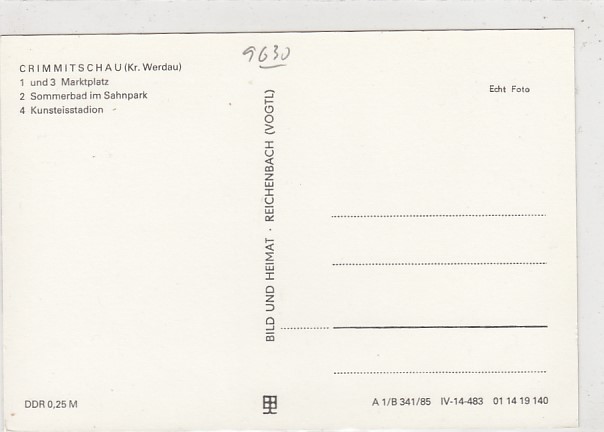 9630
CRIMMITSCHAU (Kr. Werdau)
1 und 3 Marktplatz
2 Sommerbad im Sahnpark
4 Kunsteisstadion
Echt Foto
BILD UND HEIMAT · REICHENBACH (VOGTL)
DDR 0,25 M
A 1/B 341/85 IV-14-483 01 14 19 140